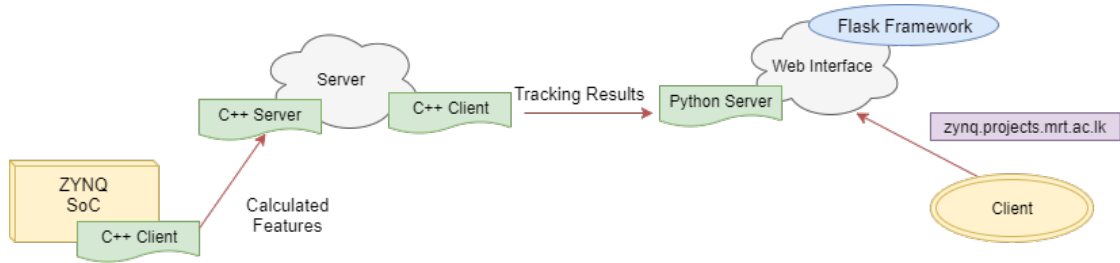 Flask Framework
Server
Web Interface
C++ Server
C++ Client
Tracking Results
Python Server
zynq.projects.mrt.ac.lk
ZYNQ
SoC
C++ Client
Calculated
Features
Client